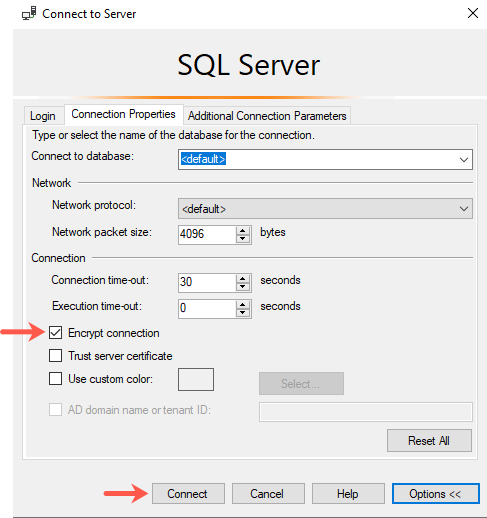 Connect to Server
SQL Server
Login Connection Properties Additional Connection Parameters
Type or select the name of the database for the connection.
Connect to database: <default>
Network
Network protocol: <default>
Network packet size: 4096 bytes
Connection
Connection time-out: 30 seconds
Execution time-out: 0 seconds
Encrypt connection
Trust server certificate
Use custom color: Select...
AD domain name or tenant ID:
Reset All
Connect Cancel Help Options <<